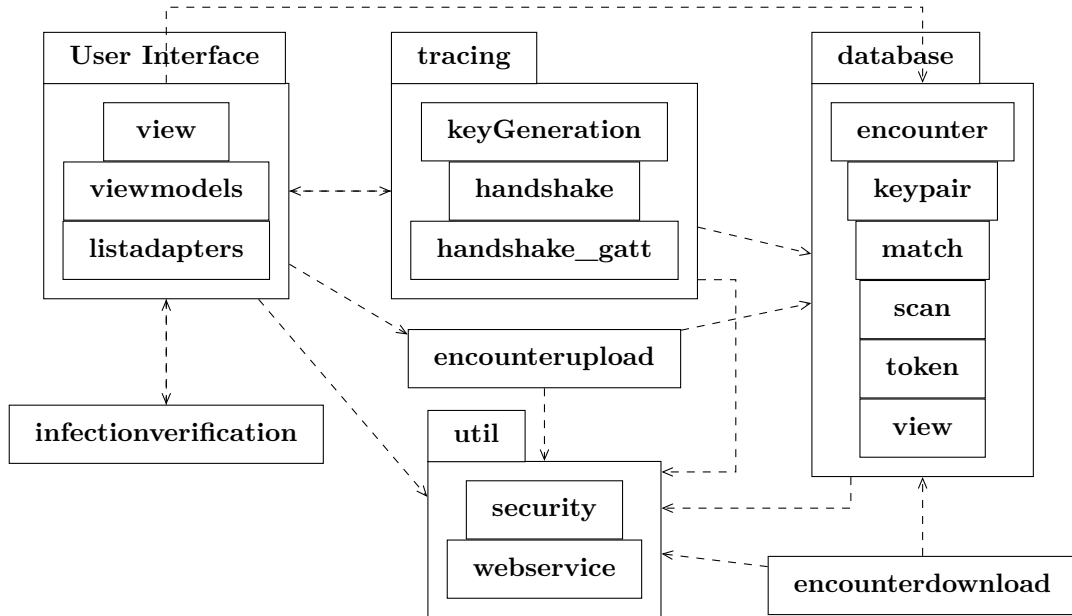 User Interface
view
viewmodels
listadapters
tracing
keyGeneration
handshake
handshake_gatt
database
encounter
keypair
match
scan
token
view
encounterupload
infectionverification
util
security
webservice
encounterdownload